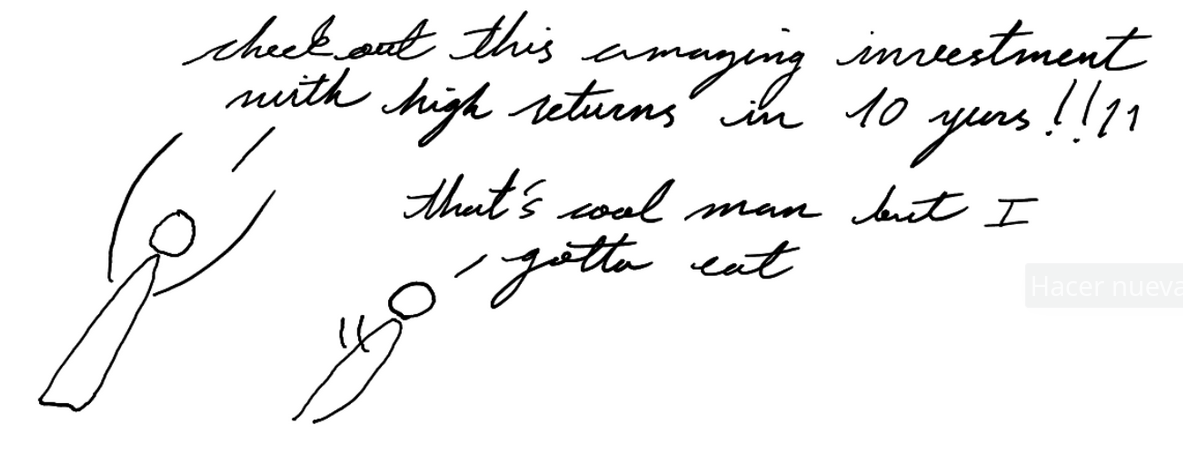 check out this amazing investment
with high returns in 10 yurs!!11
that's cool man but I
gotta eat
Hacer nueva